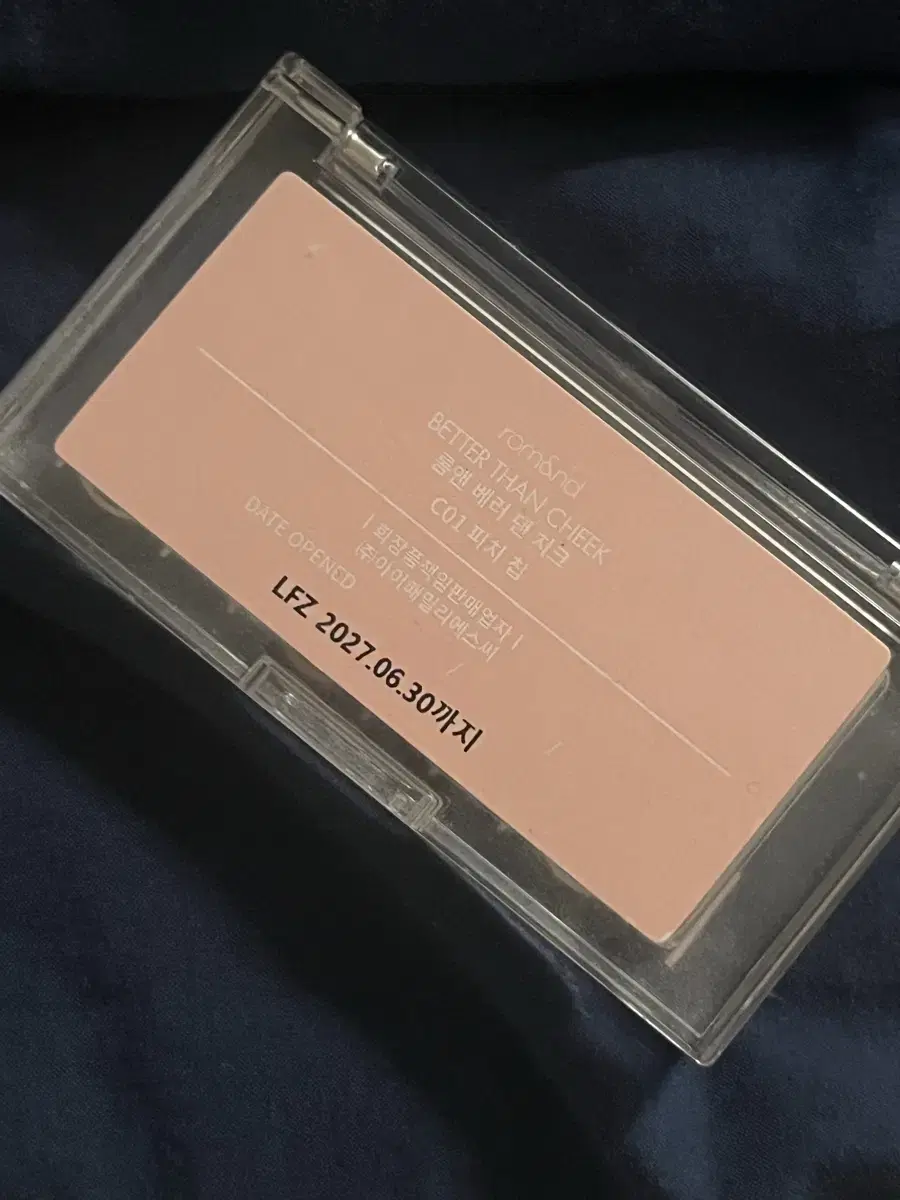 rom&nd
BETTER THAN CHEEK
롬앤 베러 댄 치크
C01 피치 칩
| 화장품책임판매업자 |
(주)아이패밀리에스씨
DATE OPENED / /
LFZ 2027.06.30까지